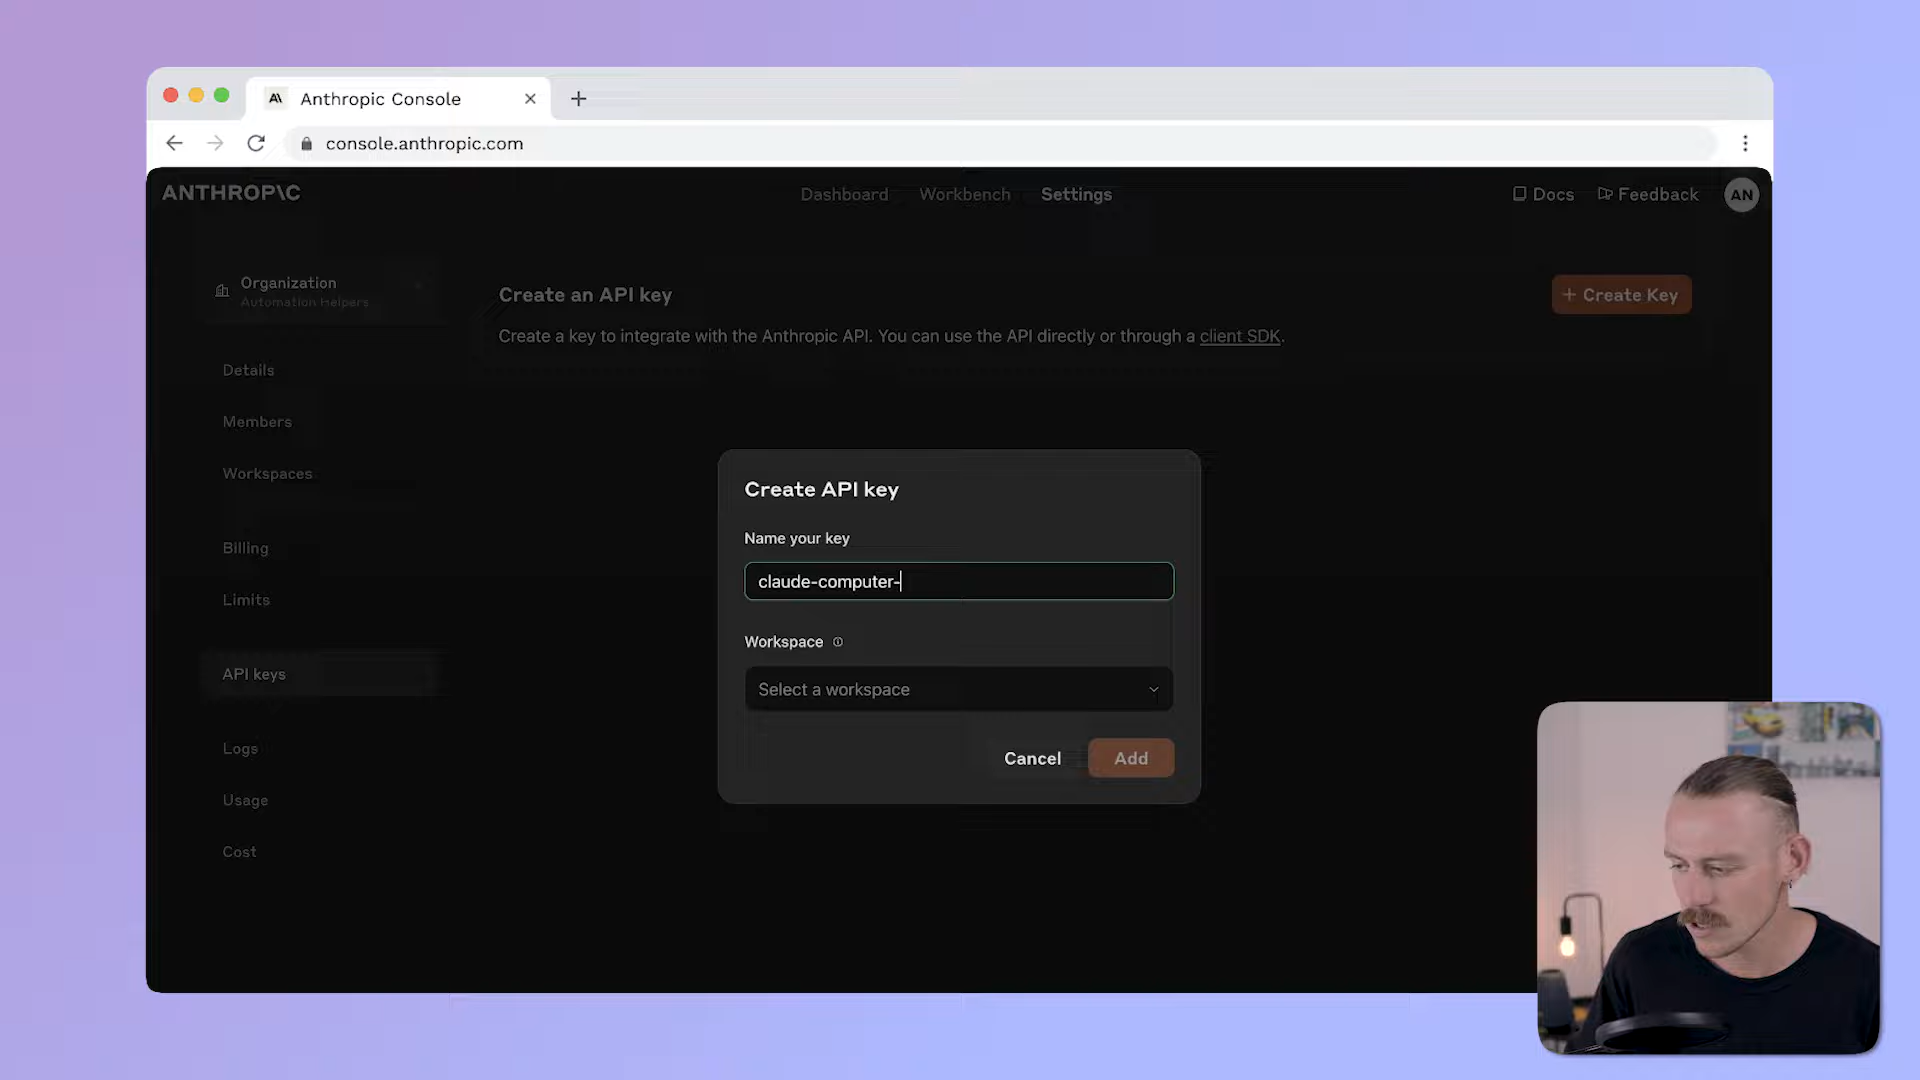 Anthropic Console
console.anthropic.com
ANTHROP\C
Dashboard
Workbench
Settings
Docs
Feedback
AN
Organization
Automation Helpers
Create an API key
+ Create Key
Create a key to integrate with the Anthropic API. You can use the API directly or through a client SDK.
Details
Members
Workspaces
Billing
Limits
API keys
Logs
Usage
Cost
Create API key
Name your key
claude-computer-
Workspace
Select a workspace
Cancel
Add